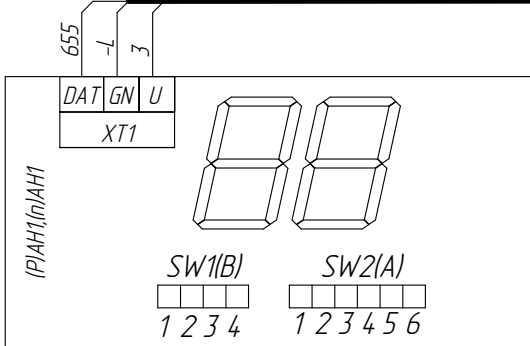 655 -L 3
DAT GN U
XT1
(P)AH1,(n)AH1
SW1(B) SW2(A)
1 2 3 4 1 2 3 4 5 6